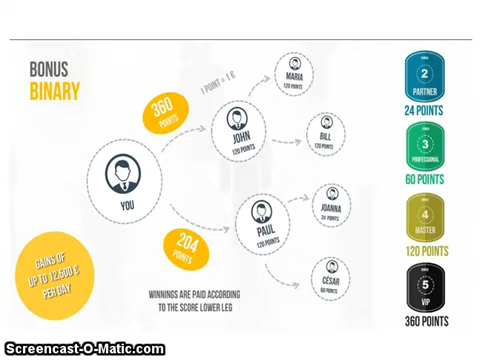 BONUS
BINARY
360
POINTS
1 POINT = 1 €
MARIA
120 POINTS
JOHN
120 POINTS
BILL
120 POINTS
YOU
JOANNA
24 POINTS
PAUL
120 POINTS
204
POINTS
CÉSAR
60 POINTS
GAINS OF
UP TO 12.500 €
PER DAY
WINNINGS ARE PAID ACCORDING
TO THE SCORE LOWER LEG
2
PARTNER
24 POINTS
3
PROFESSIONAL
60 POINTS
4
MASTER
120 POINTS
5
VIP
360 POINTS
Screencast-O-Matic.com